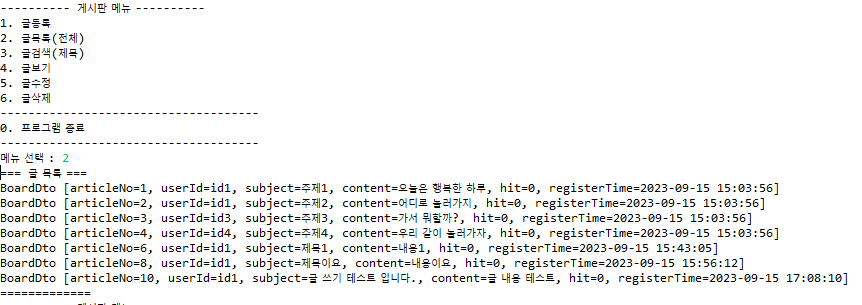 ---------- 게시판 메뉴 ----------
1. 글등록
2. 글목록(전체)
3. 글검색(제목)
4. 글보기
5. 글수정
6. 글삭제
-------------------------------------
0. 프로그램 종료
-------------------------------------
메뉴 선택 : 2
=== 글 목록 ===
BoardDto [articleNo=1, userId=id1, subject=주제1, content=오늘은 행복한 하루, hit=0, registerTime=2023-09-15 15:03:56]
BoardDto [articleNo=2, userId=id1, subject=주제2, content=어디로 놀러가지, hit=0, registerTime=2023-09-15 15:03:56]
BoardDto [articleNo=3, userId=id3, subject=주제3, content=가서 뭐할까?, hit=0, registerTime=2023-09-15 15:03:56]
BoardDto [articleNo=4, userId=id4, subject=주제4, content=우리 같이 놀러가자, hit=0, registerTime=2023-09-15 15:03:56]
BoardDto [articleNo=6, userId=id1, subject=제목1, content=내용1, hit=0, registerTime=2023-09-15 15:43:05]
BoardDto [articleNo=8, userId=id1, subject=제목이요, content=내용이요, hit=0, registerTime=2023-09-15 15:56:12]
BoardDto [articleNo=10, userId=id1, subject=글 쓰기 테스트 입니다., content=글 내용 테스트, hit=0, registerTime=2023-09-15 17:08:10]
=============